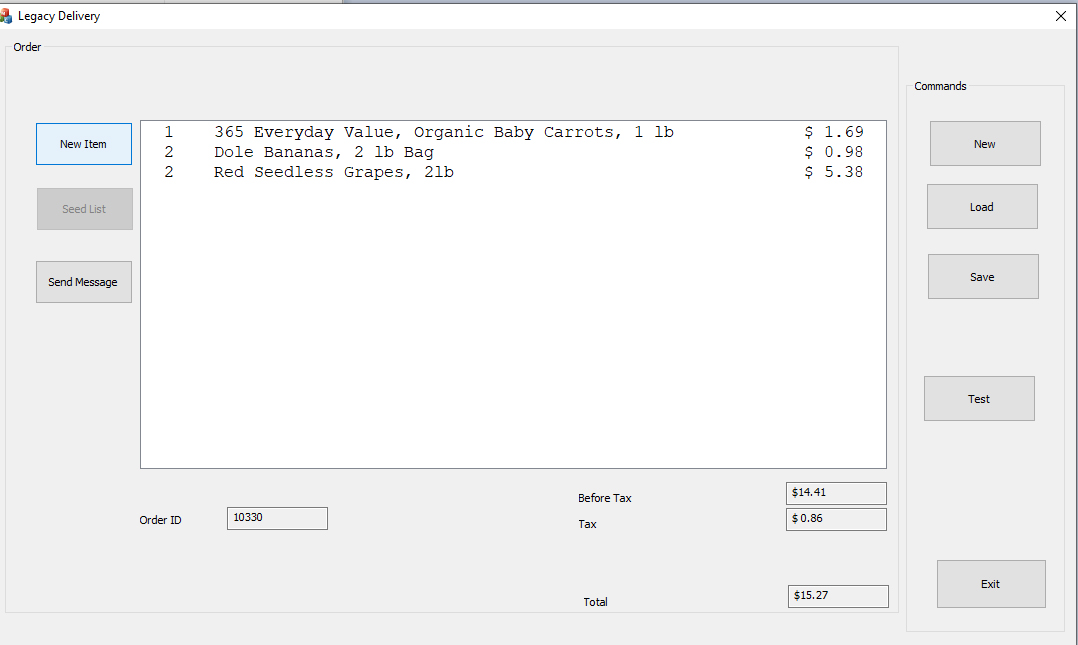 Legacy Delivery
Order
Commands
New Item
1 365 Everyday Value, Organic Baby Carrots, 1 lb $ 1.69
2 Dole Bananas, 2 lb Bag $ 0.98
2 Red Seedless Grapes, 2lb $ 5.38
New
Seed List
Load
Send Message
Save
Test
Before Tax $14.41
Order ID 10330
Tax $ 0.86
Exit
Total $15.27